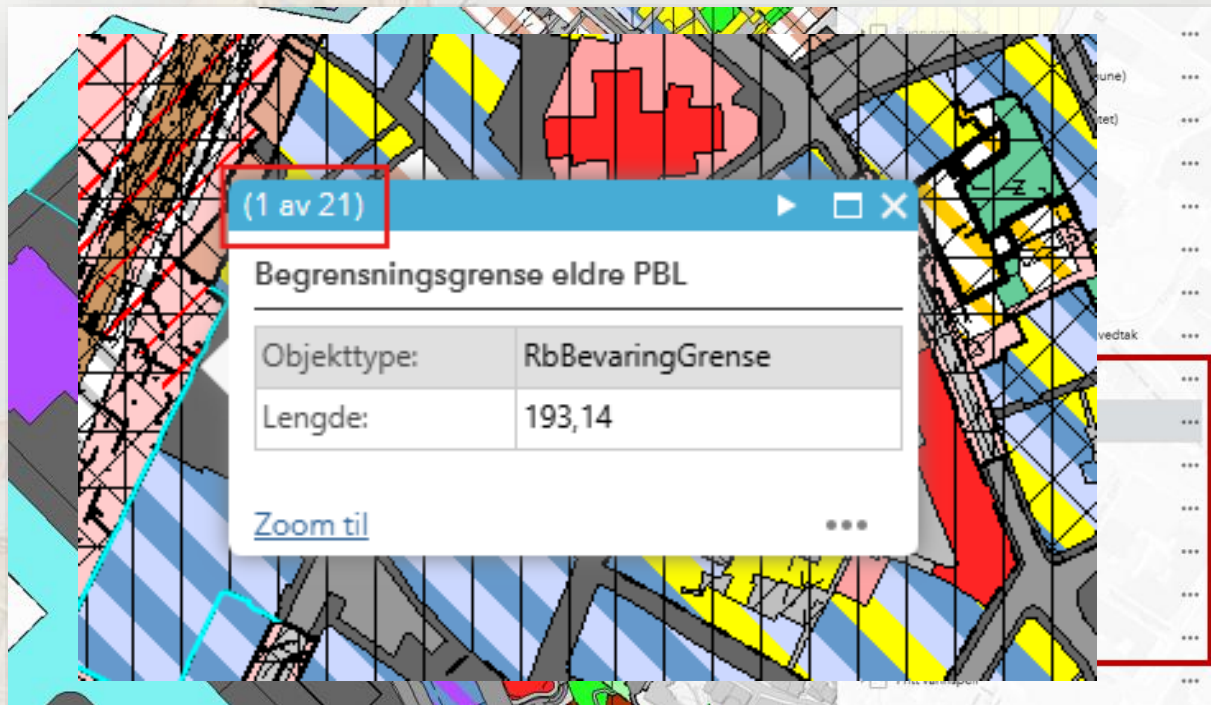 une)
tet)
(1 av 21)
Begrensningsgrense eldre PBL
Objekttype: RbBevaringGrense
Lengde: 193,14
vedtak
Zoom til